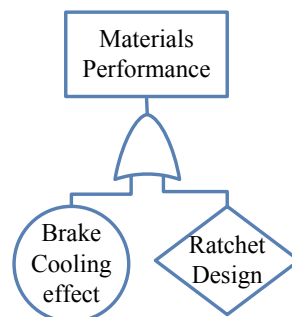 Materials
Performance
Brake
Cooling
effect
Ratchet
Design